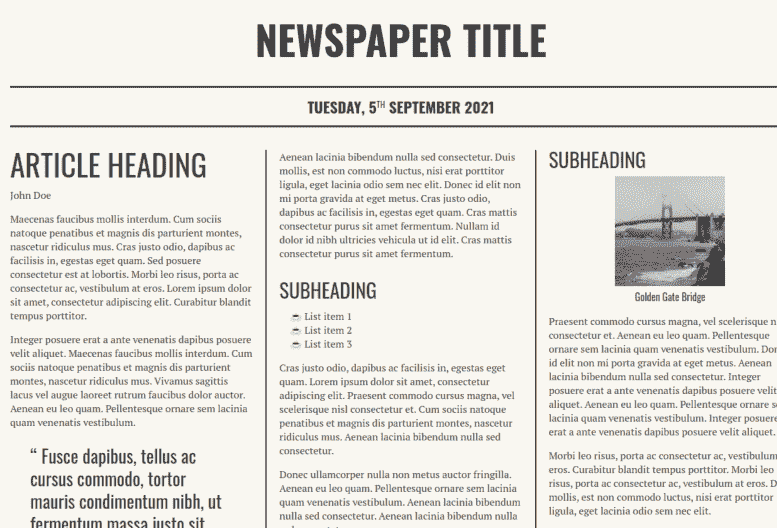 NEWSPAPER TITLE
TUESDAY, 5TH SEPTEMBER 2021
ARTICLE HEADING
John Doe
Maecenas faucibus mollis interdum. Cum sociis
natoque penatibus et magnis dis parturient montes,
nascetur ridiculus mus. Cras justo odio, dapibus ac
facilisis in, egestas eget quam. Sed posuere
consectetur est at lobortis. Morbi leo risus, porta ac
consectetur ac, vestibulum at eros. Lorem ipsum dolor
sit amet, consectetur adipiscing elit. Curabitur blandit
tempus porttitor.
Integer posuere erat a ante venenatis dapibus posuere
velit aliquet. Maecenas faucibus mollis interdum. Cum
sociis natoque penatibus et magnis dis parturient
montes, nascetur ridiculus mus. Vivamus sagittis
lacus vel augue laoreet rutrum faucibus dolor auctor.
Aenean eu leo quam. Pellentesque ornare sem lacinia
quam venenatis vestibulum.
“ Fusce dapibus, tellus ac
cursus commodo, tortor
mauris condimentum nibh, ut
fermentum massa justo sit
Aenean lacinia bibendum nulla sed consectetur. Duis
mollis, est non commodo luctus, nisi erat porttitor
ligula, eget lacinia odio sem nec elit. Donec id elit non
mi porta gravida at eget metus. Cras justo odio,
dapibus ac facilisis in, egestas eget quam. Cras mattis
consectetur purus sit amet fermentum. Nullam id
dolor id nibh ultricies vehicula ut id elit. Cras mattis
consectetur purus sit amet fermentum.
SUBHEADING
List item 1
List item 2
List item 3
Cras justo odio, dapibus ac facilisis in, egestas eget
quam. Lorem ipsum dolor sit amet, consectetur
adipiscing elit. Praesent commodo cursus magna, vel
scelerisque nisl consectetur et. Cum sociis natoque
penatibus et magnis dis parturient montes, nascetur
ridiculus mus. Aenean lacinia bibendum nulla sed
consectetur.
Donec ullamcorper nulla non metus auctor fringilla.
Aenean eu leo quam. Pellentesque ornare sem lacinia
quam venenatis vestibulum. Aenean lacinia bibendum
nulla sed consectetur. Aenean lacinia bibendum nulla
SUBHEADING
Golden Gate Bridge
Praesent commodo cursus magna, vel scelerisque n
consectetur et. Aenean eu leo quam. Pellentesque
ornare sem lacinia quam venenatis vestibulum. Don
id elit non mi porta gravida at eget metus. Aenean
lacinia bibendum nulla sed consectetur. Integer
posuere erat a ante venenatis dapibus posuere velit
aliquet. Aenean eu leo quam. Pellentesque ornare se
lacinia quam venenatis vestibulum. Integer posuere
erat a ante venenatis dapibus posuere velit aliquet.
Morbi leo risus, porta ac consectetur ac, vestibulum
eros. Curabitur blandit tempus porttitor. Morbi leo
risus, porta ac consectetur ac, vestibulum at eros. D
mollis, est non commodo luctus, nisi erat porttitor
ligula, eget lacinia odio sem nec elit.